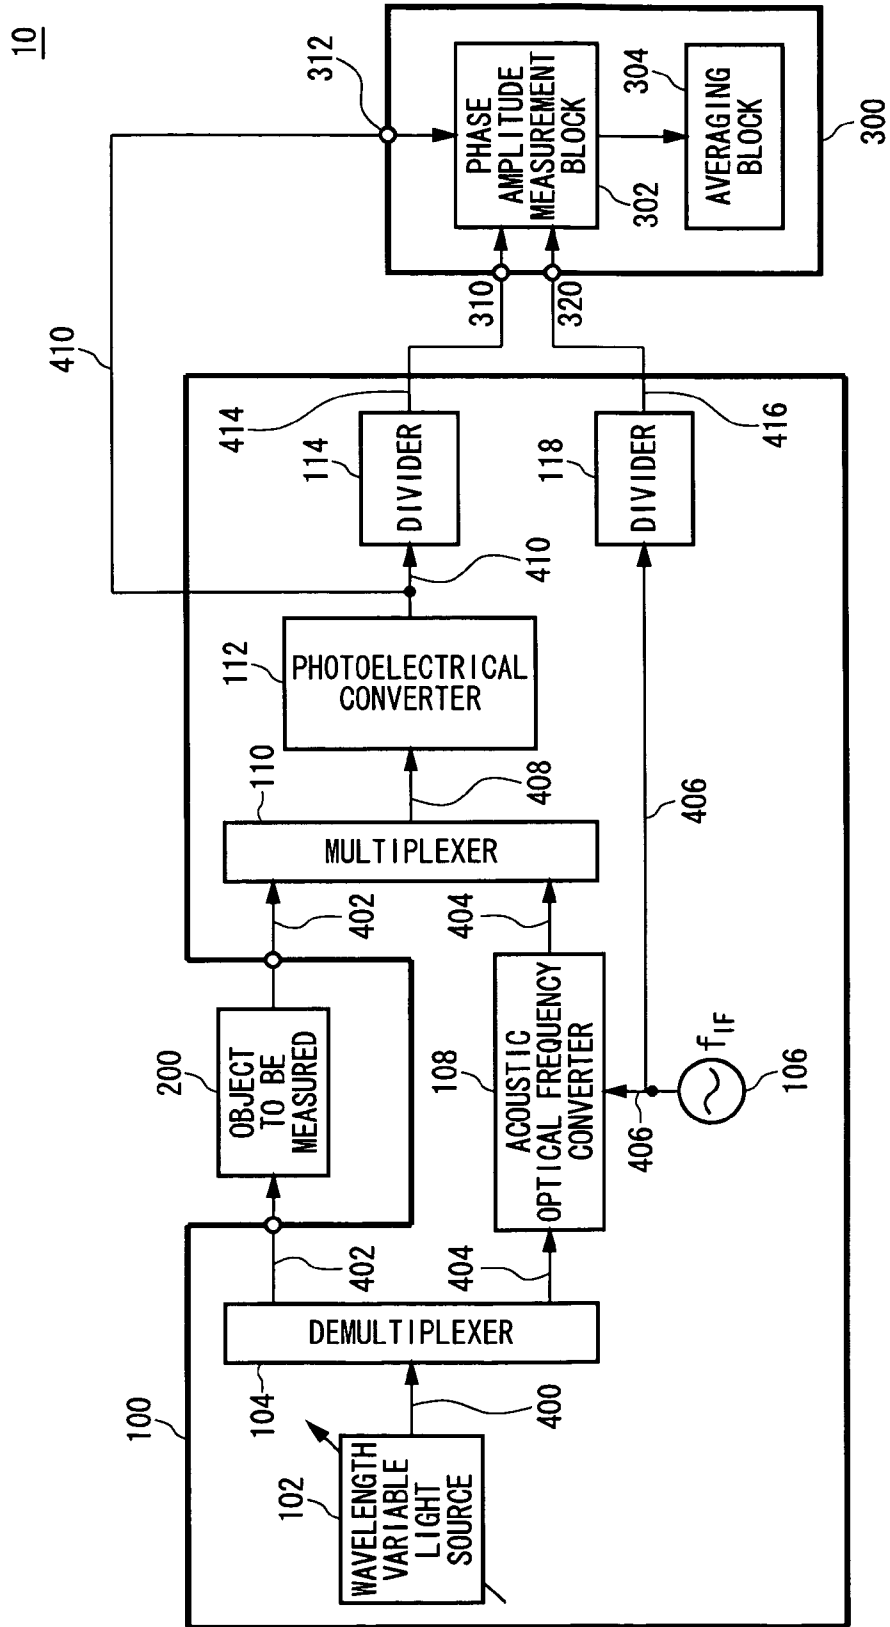 10
100
102
WAVELENGTH
VARIABLE
LIGHT
SOURCE
400
104
DEMULTIPLEXER
402
404
200
OBJECT
TO BE
MEASURED
108
ACOUSTIC
OPTICAL FREQUENCY
CONVERTER
406
fIF
106
406
402
404
110
MULTIPLEXER
408
112
PHOTOELECTRICAL
CONVERTER
410
410
114
DIVIDER
414
118
DIVIDER
416
310
320
312
PHASE
AMPLITUDE
MEASUREMENT
BLOCK
302
304
AVERAGING
BLOCK
300